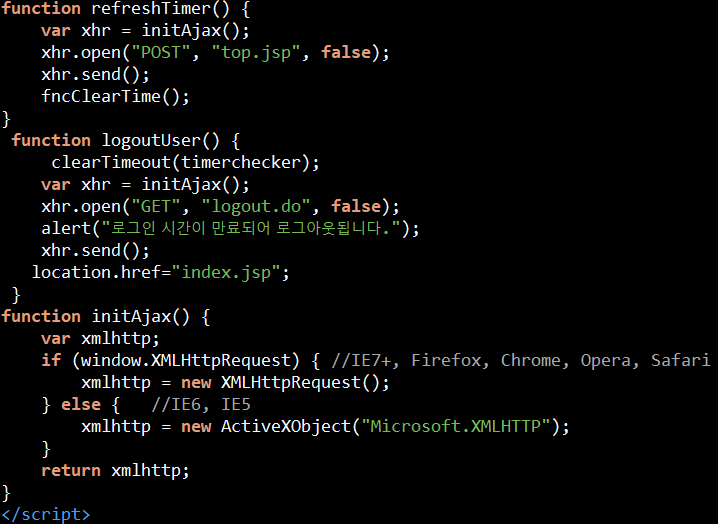 function refreshTimer() {
    var xhr = initAjax();
    xhr.open("POST", "top.jsp", false);
    xhr.send();
    fncClearTime();
}
 function logoutUser() {
     clearTimeout(timerchecker);
    var xhr = initAjax();
    xhr.open("GET", "logout.do", false);
    alert("로그인 시간이 만료되어 로그아웃됩니다.");
    xhr.send();
   location.href="index.jsp";
 }
function initAjax() {
    var xmlhttp;
    if (window.XMLHttpRequest) { //IE7+, Firefox, Chrome, Opera, Safari
        xmlhttp = new XMLHttpRequest();
    } else {   //IE6, IE5
        xmlhttp = new ActiveXObject("Microsoft.XMLHTTP");
    }
    return xmlhttp;
}
</script>